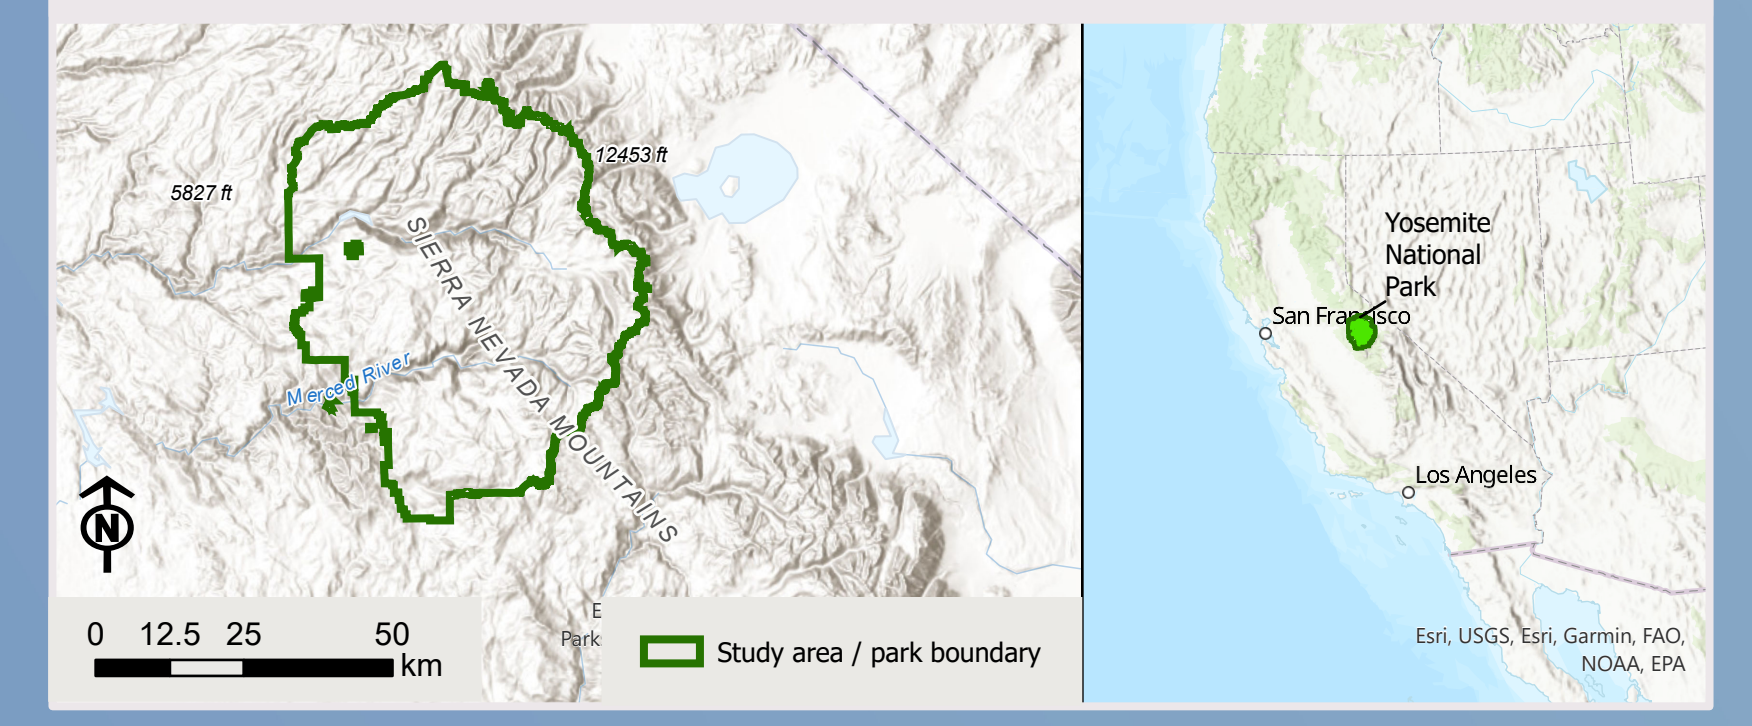 12453 ft
5827 ft
SIERRA NEVADA MOUNTAINS
Merced River
N
0 12.5 25 50
km
E
Parks
Study area / park boundary
Yosemite
National
Park
San Francisco
Los Angeles
Esri, USGS, Esri, Garmin, FAO,
NOAA, EPA